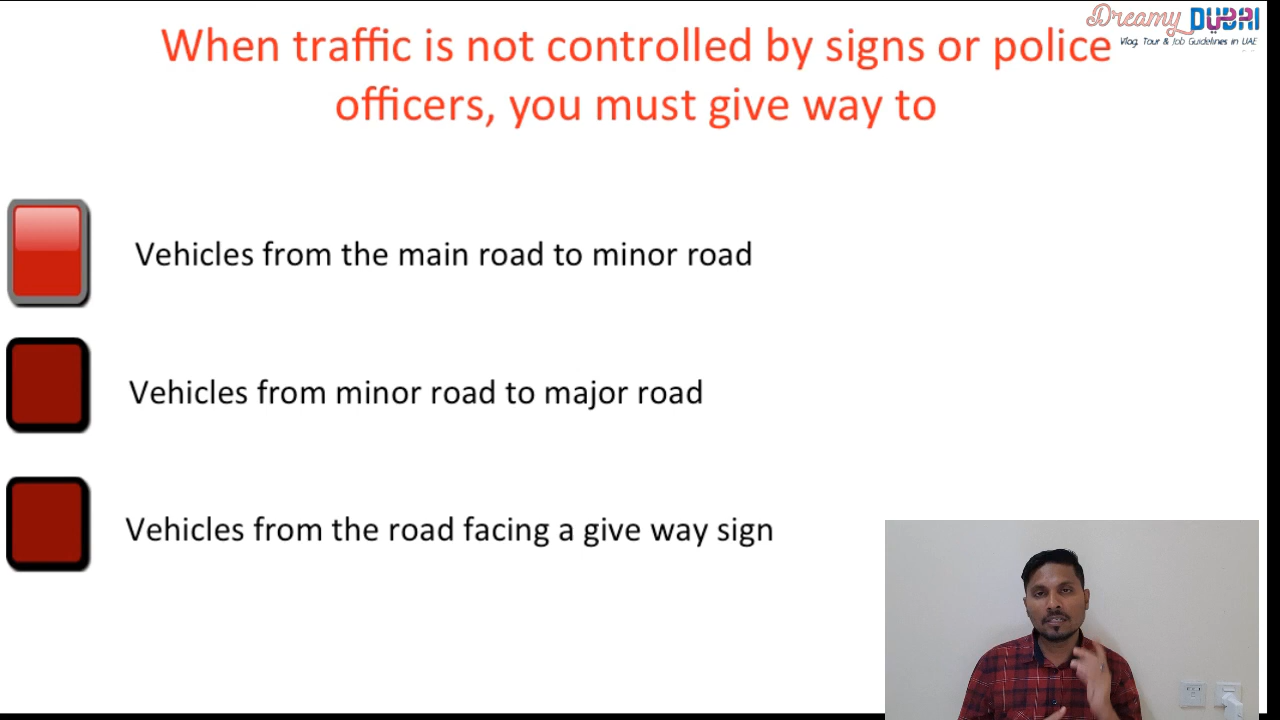 Dreamy DUBAI
Vlog, Tour & Job Guidelines in UAE
When traffic is not controlled by signs or police
officers, you must give way to
Vehicles from the main road to minor road
Vehicles from minor road to major road
Vehicles from the road facing a give way sign